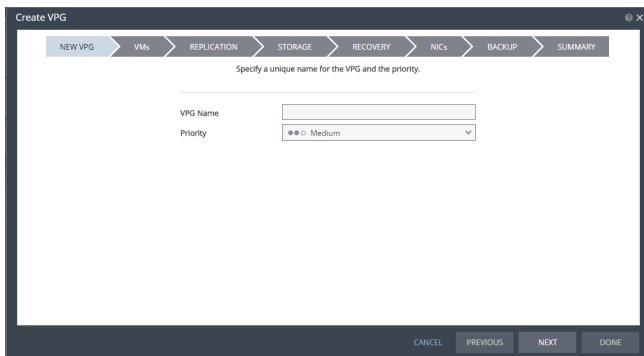 Create VPG
NEW VPG VMs REPLICATION STORAGE RECOVERY NICs BACKUP SUMMARY
Specify a unique name for the VPG and the priority.
VPG Name
Priority Medium
CANCEL PREVIOUS NEXT DONE